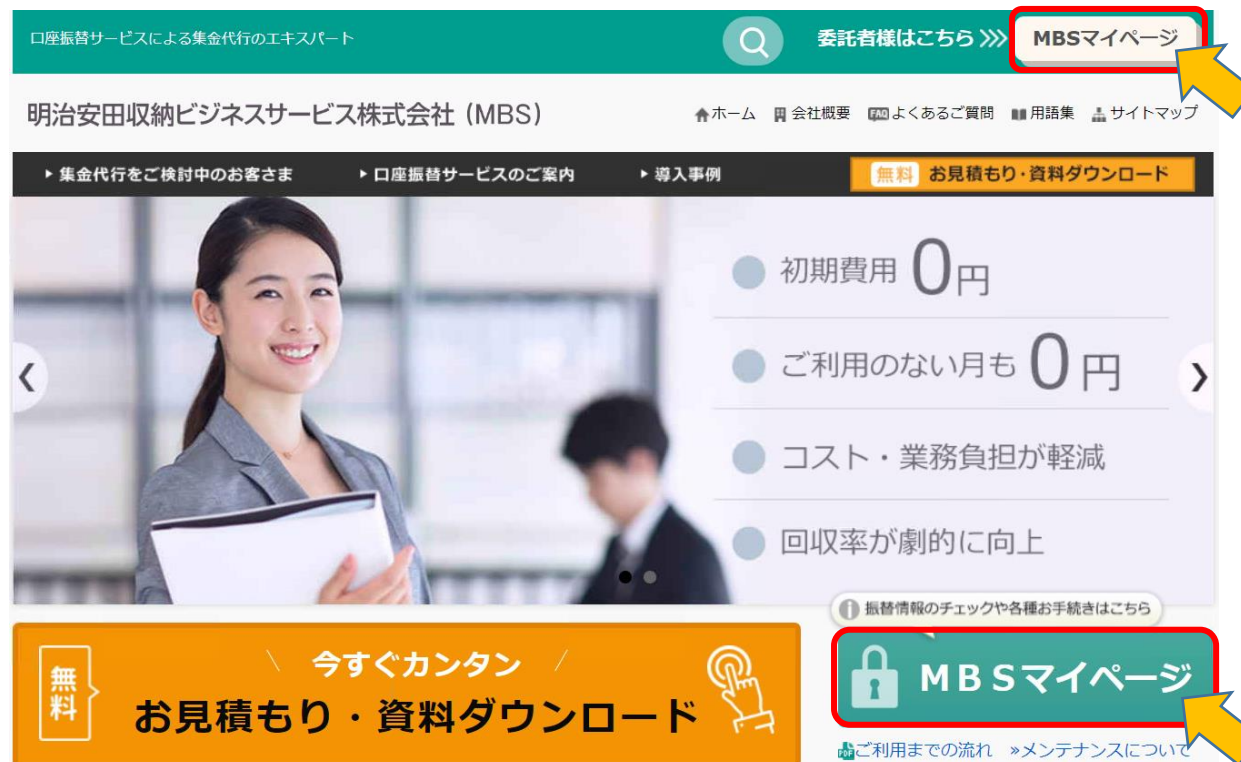 口座振替サービスによる集金代行のエキスパート
委託者様はこちら
MBSマイページ
明治安田収納ビジネスサービス株式会社（MBS）
ホーム 会社概要 FAQ よくあるご質問 用語集 サイトマップ
集金代行をご検討中のお客さま
口座振替サービスのご案内
導入事例
無料 お見積もり・資料ダウンロード
初期費用 0円
ご利用のない月も 0円
コスト・業務負担が軽減
回収率が劇的に向上
振替情報のチェックや各種お手続きはこちら
無料
今すぐカンタン
お見積もり・資料ダウンロード
MBSマイページ
PDF ご利用までの流れ »メンテナンスについて